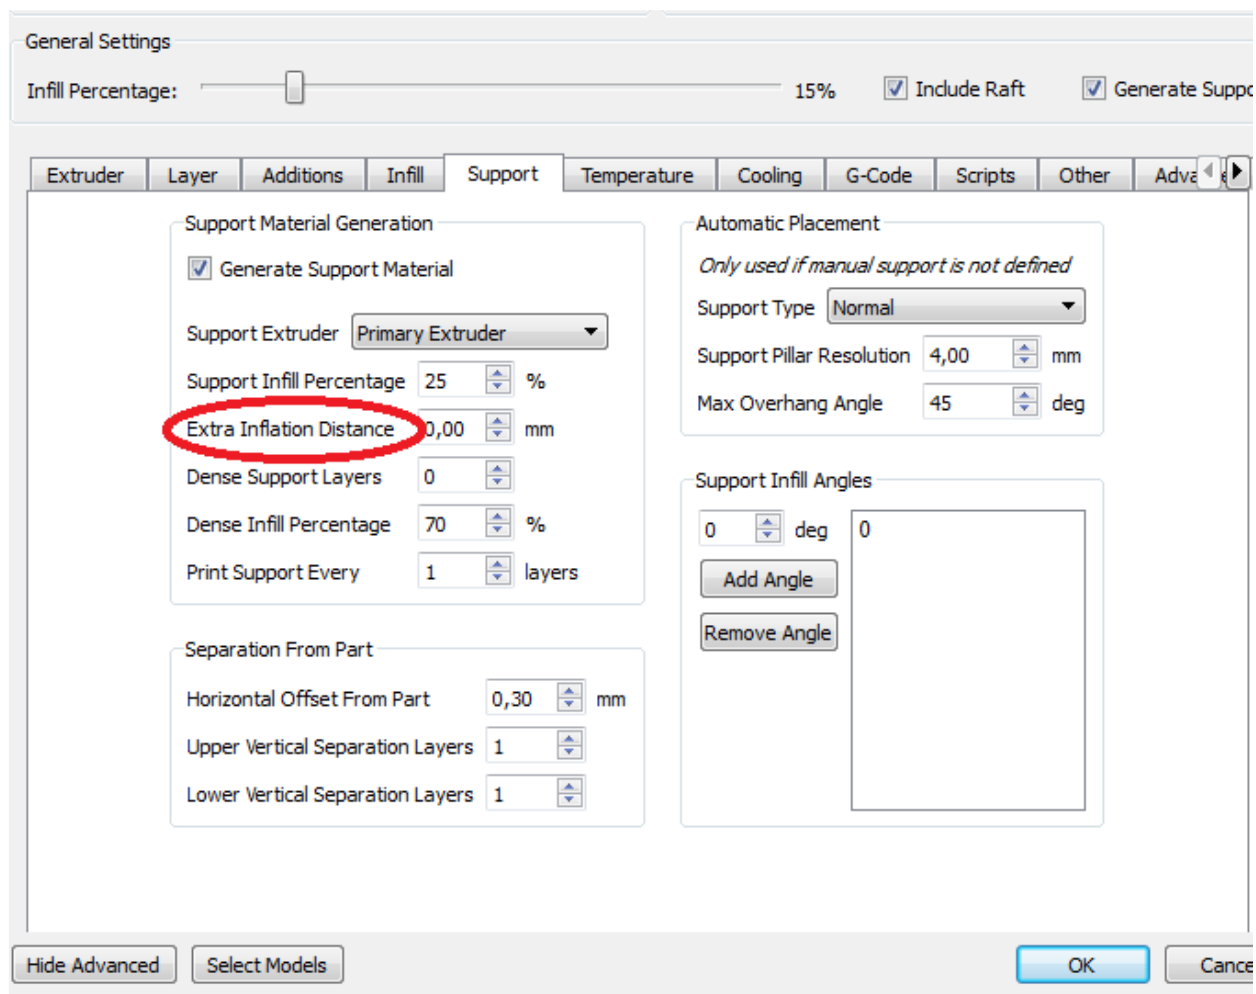 General Settings
Infill Percentage: 15% Include Raft Generate Suppo
Extruder Layer Additions Infill Support Temperature Cooling G-Code Scripts Other Adva
Support Material Generation
Generate Support Material
Support Extruder Primary Extruder
Support Infill Percentage 25 %
Extra Inflation Distance 0,00 mm
Dense Support Layers 0
Dense Infill Percentage 70 %
Print Support Every 1 layers
Separation From Part
Horizontal Offset From Part 0,30 mm
Upper Vertical Separation Layers 1
Lower Vertical Separation Layers 1
Automatic Placement
Only used if manual support is not defined
Support Type Normal
Support Pillar Resolution 4,00 mm
Max Overhang Angle 45 deg
Support Infill Angles
0 deg 0
Add Angle
Remove Angle
Hide Advanced Select Models OK Cance